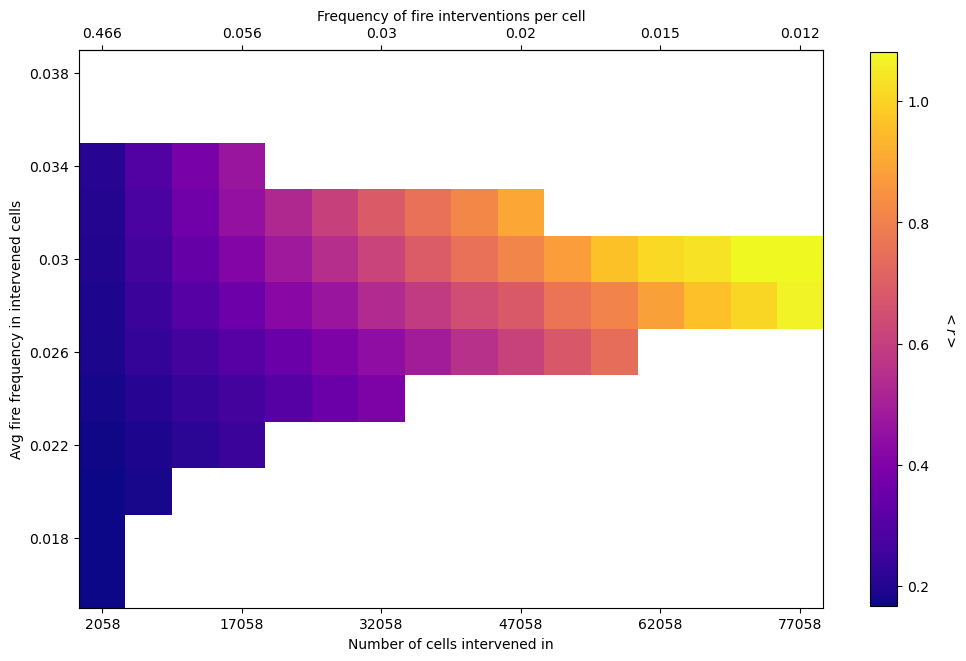 Frequency of fire interventions per cell
0.466 0.056 0.03 0.02 0.015 0.012
0.038
0.034
0.03
0.026
0.022
0.018
Avg fire frequency in intervened cells
2058 17058 32058 47058 62058 77058
Number of cells intervened in
1.0
0.8
0.6
0.4
0.2
< r >